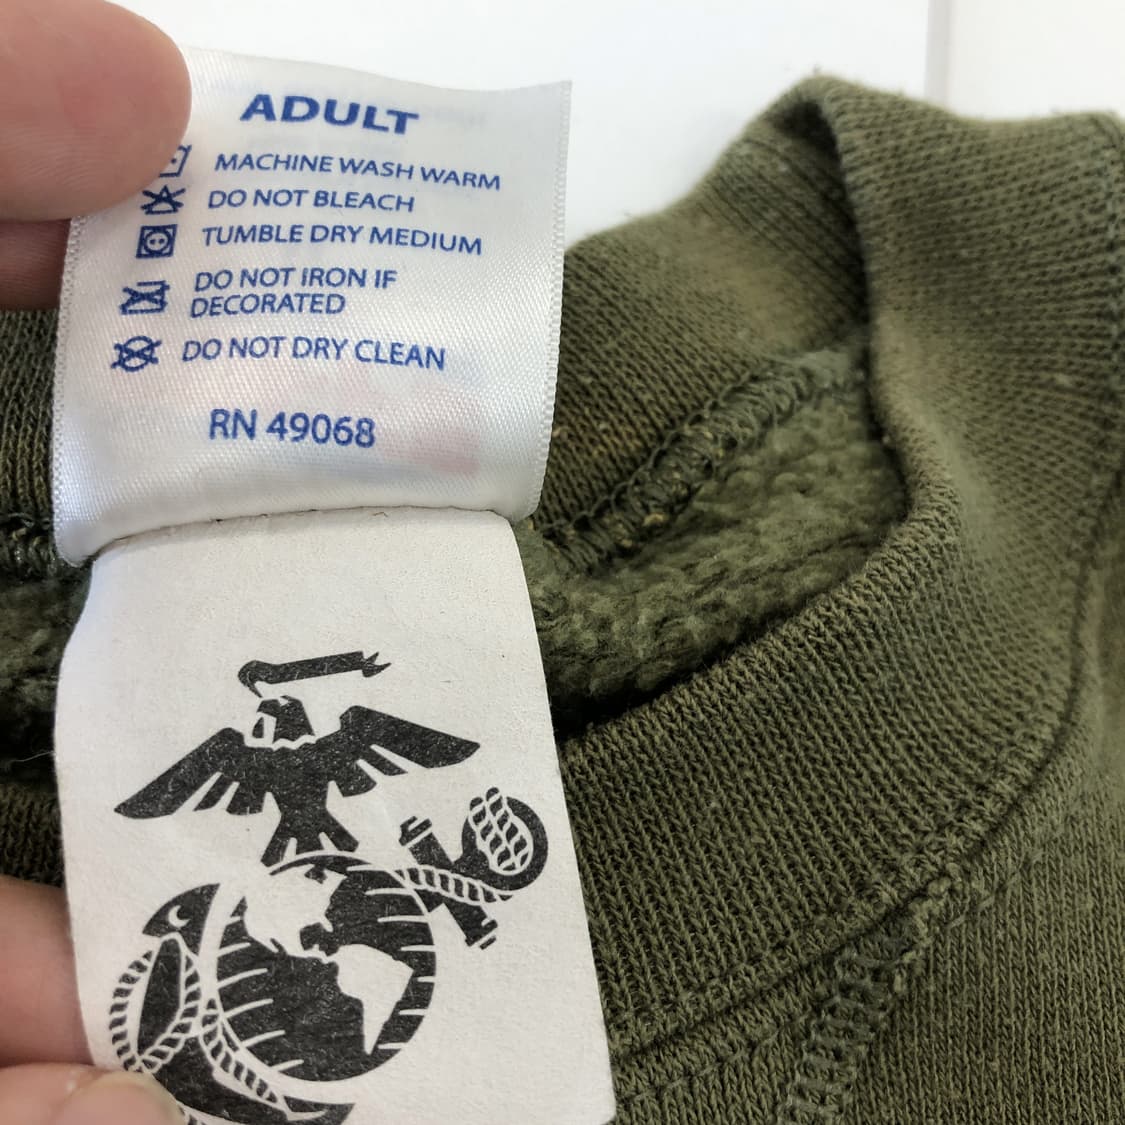 ADULT
MACHINE WASH WARM
DO NOT BLEACH
TUMBLE DRY MEDIUM
DO NOT IRON IF
DECORATED
DO NOT DRY CLEAN
RN 49068